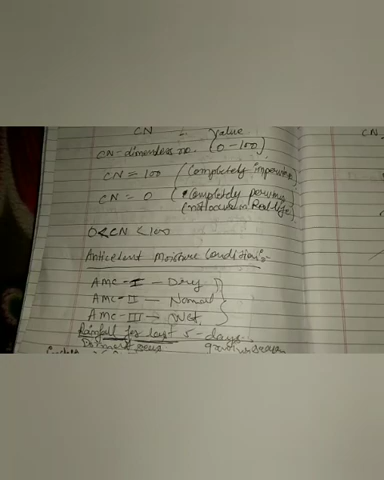 CN value
CN - dimensionless no. (0-100)
CN = 100 (Completely impervious
CN = 0 (Completely pervious
(not occur in Real life)
0<CN <100
Antecedent Moisture Conditions
AMC-I - Dry
AMC-II - Normal
AMC-III → Wet
Rainfall for last 5-days
Dormant season